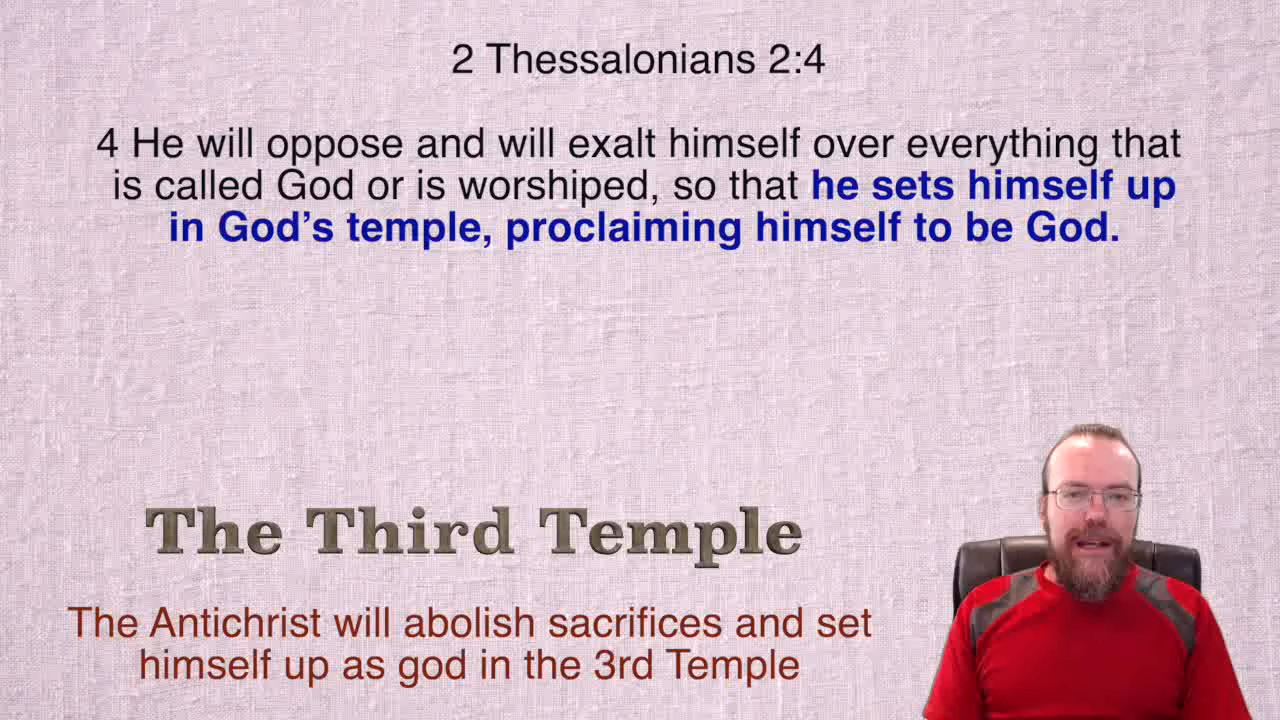 2 Thessalonians 2:4
4 He will oppose and will exalt himself over everything that
is called God or is worshiped, so that he sets himself up
in God’s temple, proclaiming himself to be God.
The Third Temple
The Antichrist will abolish sacrifices and set
himself up as god in the 3rd Temple